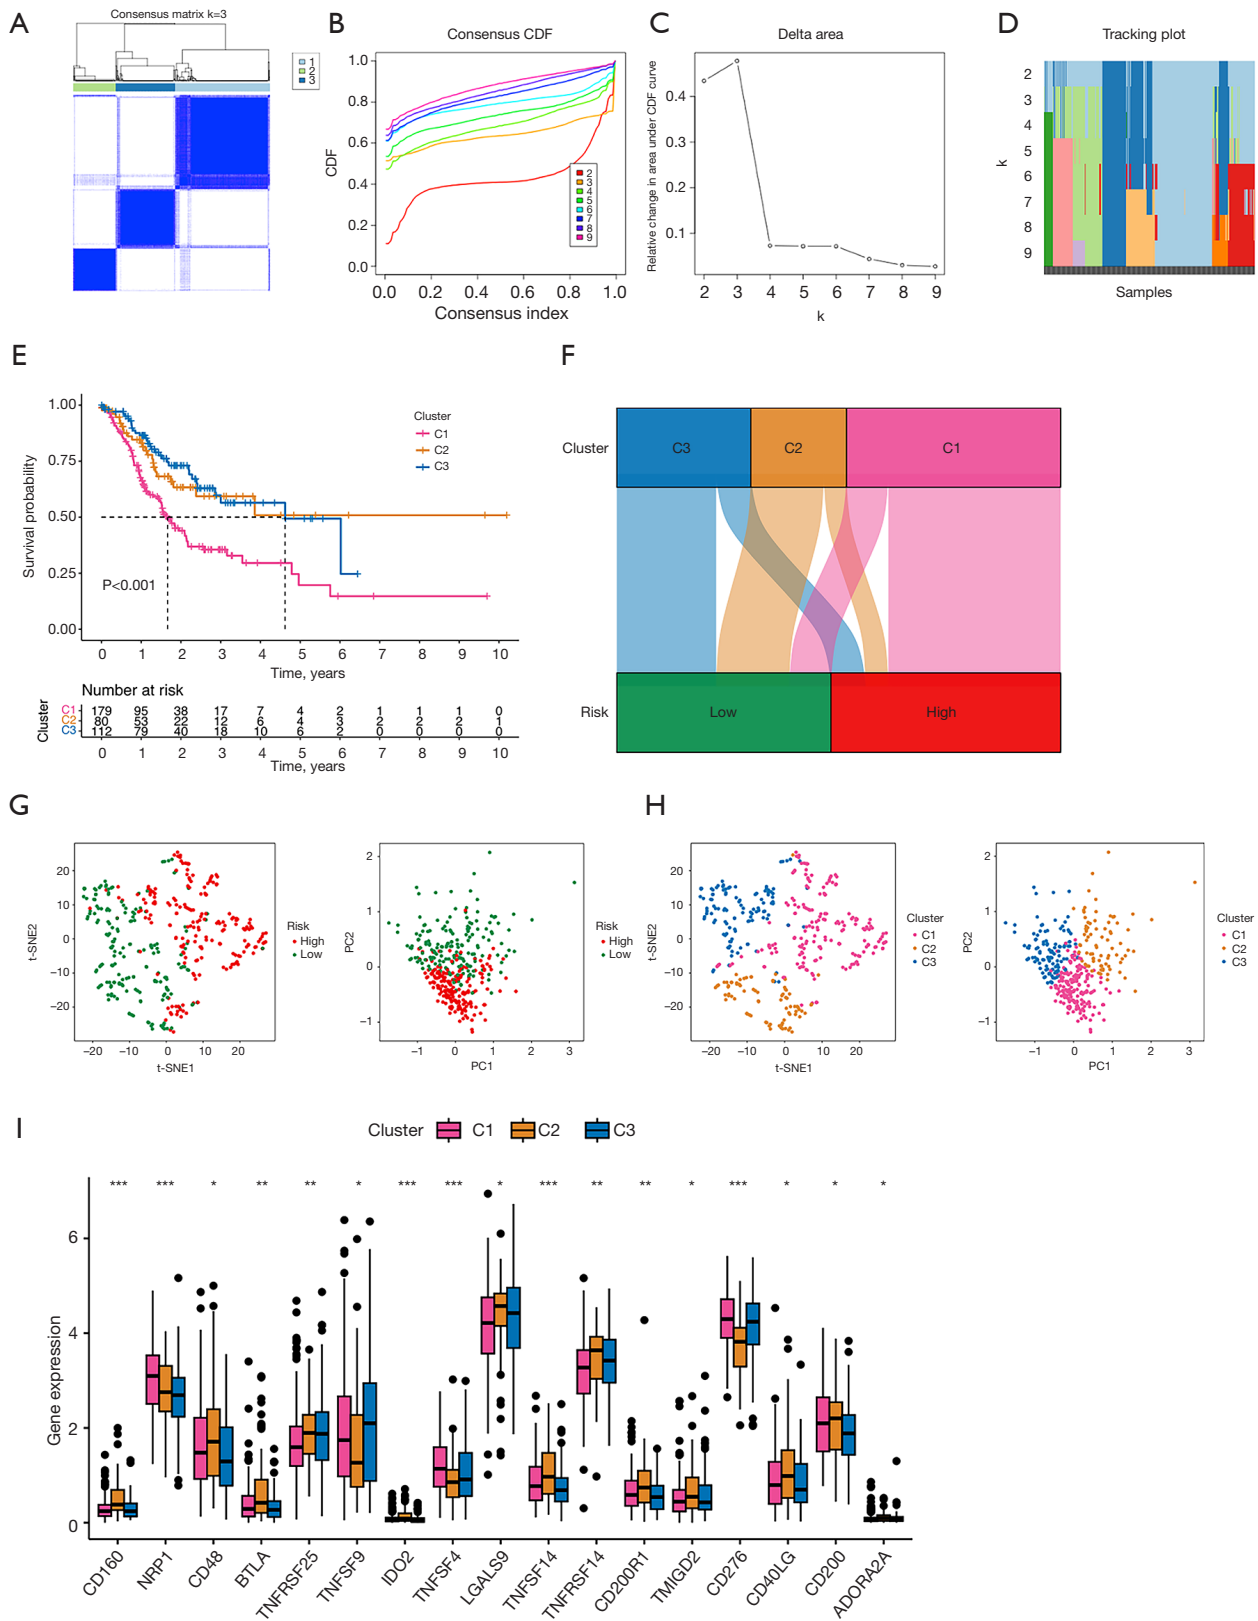 A
Consensus matrix k=3
1
2
3
B
Consensus CDF
CDF
1.0
0.8
0.6
0.4
0.2
0.0
2
3
4
5
6
7
8
9
0.0 0.2 0.4 0.6 0.8 1.0
Consensus index
C
Delta area
Relative change in area under CDF curve
0.4
0.3
0.2
0.1
2 3 4 5 6 7 8 9
k
D
Tracking plot
k
2
3
4
5
6
7
8
9
Samples
E
Survival probability
1.00
0.75
0.50
0.25
0.00
Cluster
C1
C2
C3
P<0.001
0 1 2 3 4 5 6 7 8 9 10
Time, years
Number at risk
Cluster
C1 179 95 38 17 7 4 2 1 1 1 0
C2 80 53 22 12 6 4 3 2 2 2 1
C3 112 79 40 18 10 6 2 0 0 0 0
0 1 2 3 4 5 6 7 8 9 10
Time, years
F
Cluster C3 C2 C1
Risk Low High
G
t-SNE2
20
10
0
−10
−20
−20 −10 0 10 20
t-SNE1
Risk
High
Low
PC2
2
1
0
−1
−1 0 1 2 3
PC1
Risk
High
Low
H
t-SNE2
20
10
0
−10
−20
−20 −10 0 10 20
t-SNE1
Cluster
C1
C2
C3
PC2
2
1
0
−1
−1 0 1 2 3
PC1
Cluster
C1
C2
C3
I
Cluster C1 C2 C3
*** *** * ** ** * *** *** * *** ** ** * *** * * *
Gene expression
6
4
2
0
CD160
NRP1
CD48
BTLA
TNFRSF25
TNFSF9
IDO2
TNFSF4
LGALS9
TNFSF14
TNFRSF14
CD200R1
TMIGD2
CD276
CD40LG
CD200
ADORA2A